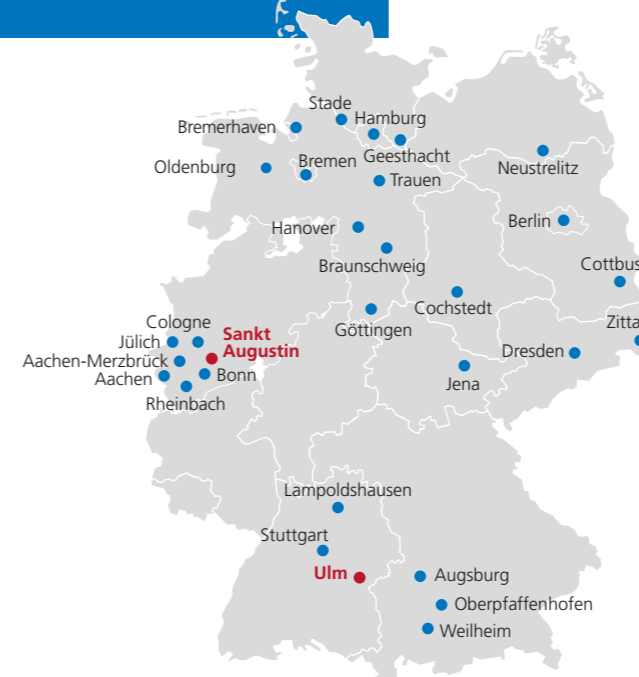 Stade
Hamburg
Bremerhaven
Oldenburg
Bremen
Geesthacht
Trauen
Neustrelitz
Hanover
Berlin
Braunschweig
Cottbus
Cochstedt
Göttingen
Zitta
Cologne
Jülich
Sankt
Augustin
Aachen-Merzbrück
Aachen
Bonn
Rheinbach
Dresden
Jena
Lampoldshausen
Stuttgart
Ulm
Augsburg
Oberpfaffenhofen
Weilheim